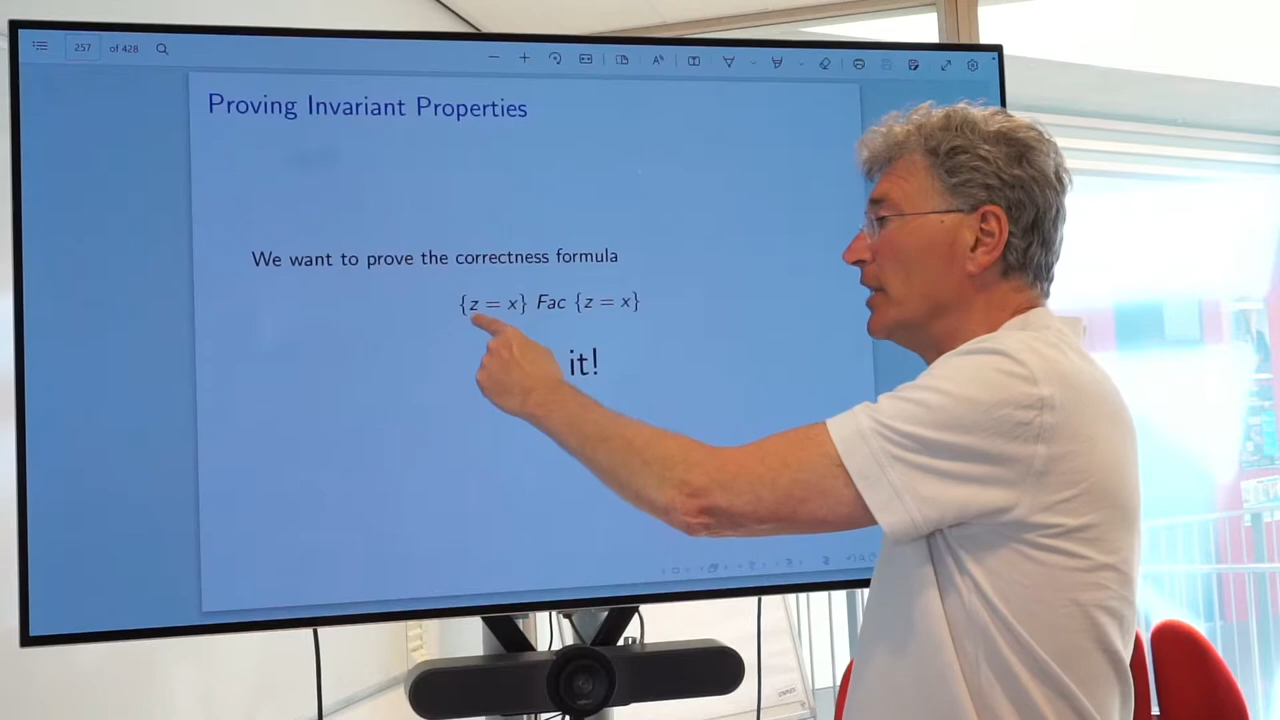 257 of 428
Proving Invariant Properties
We want to prove the correctness formula
{z = x} Fac {z = x}
it!